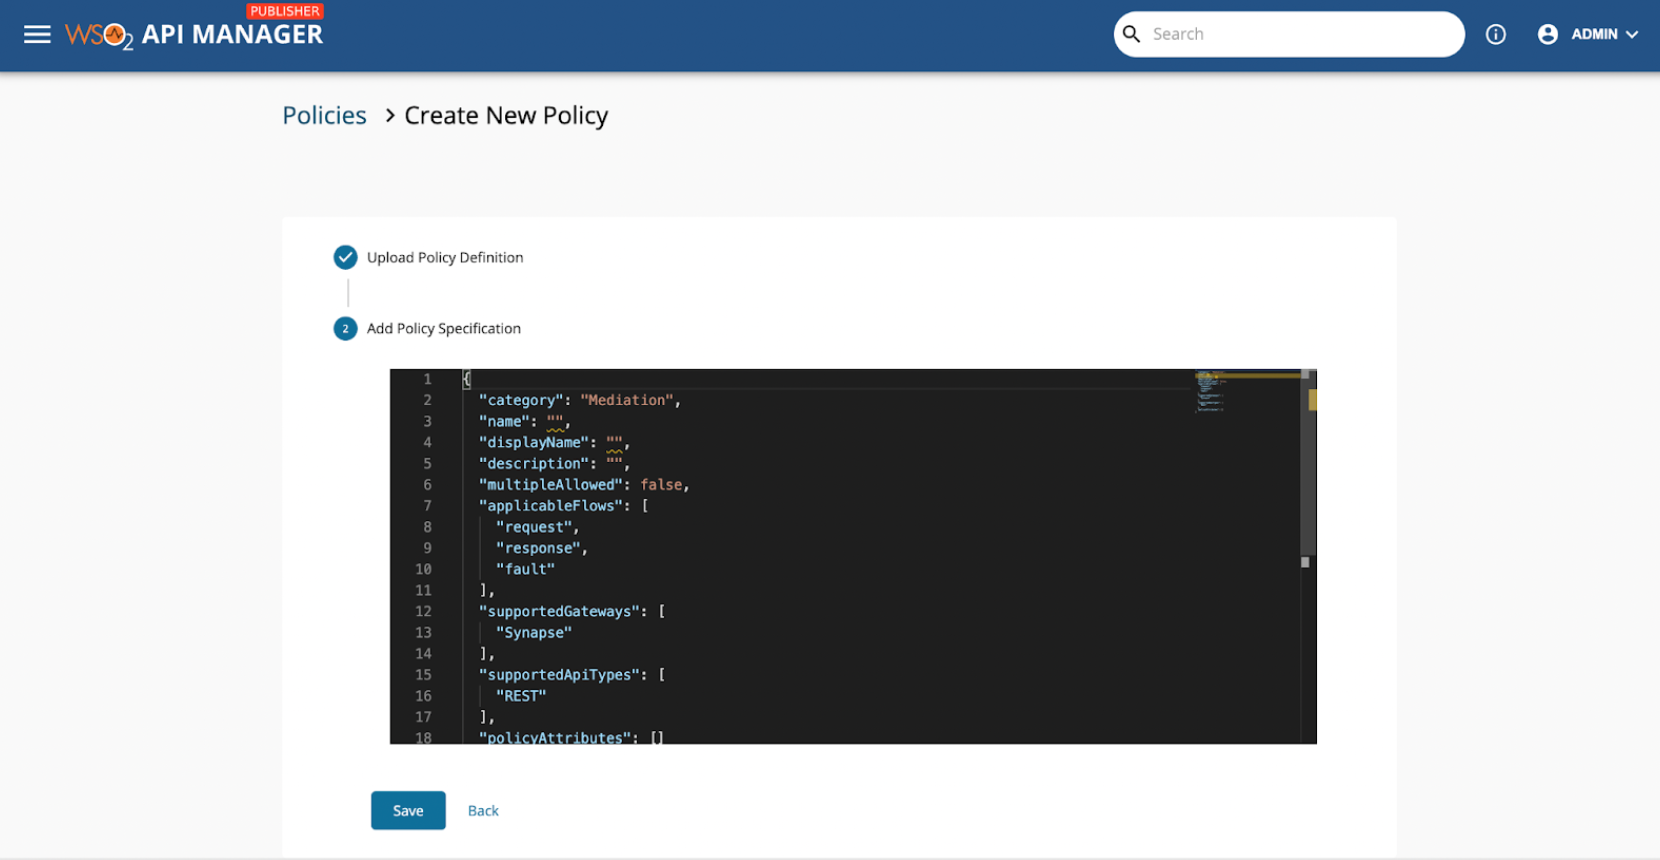 PUBLISHER
WSO2 API MANAGER
Search
ADMIN
Policies > Create New Policy
Upload Policy Definition
2 Add Policy Specification
1 {
2 "category": "Mediation",
3 "name": "",
4 "displayName": "",
5 "description": "",
6 "multipleAllowed": false,
7 "applicableFlows": [
8 "request",
9 "response",
10 "fault"
11 ],
12 "supportedGateways": [
13 "Synapse"
14 ],
15 "supportedApiTypes": [
16 "REST"
17 ],
18 "policyAttributes": []
Save
Back